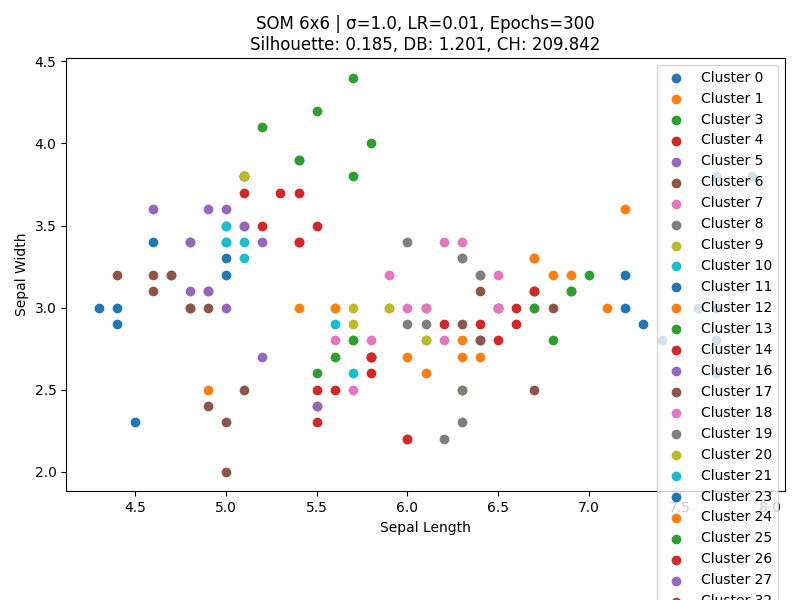 SOM 6x6 | σ=1.0, LR=0.01, Epochs=300
Silhouette: 0.185, DB: 1.201, CH: 209.842
Sepal Width
4.5
4.0
3.5
3.0
2.5
2.0
4.5
5.0
5.5
6.0
6.5
7.0
7.5
8.0
Sepal Length
Cluster 0
Cluster 1
Cluster 3
Cluster 4
Cluster 5
Cluster 6
Cluster 7
Cluster 8
Cluster 9
Cluster 10
Cluster 11
Cluster 12
Cluster 13
Cluster 14
Cluster 16
Cluster 17
Cluster 18
Cluster 19
Cluster 20
Cluster 21
Cluster 23
Cluster 24
Cluster 25
Cluster 26
Cluster 27
Cluster 32